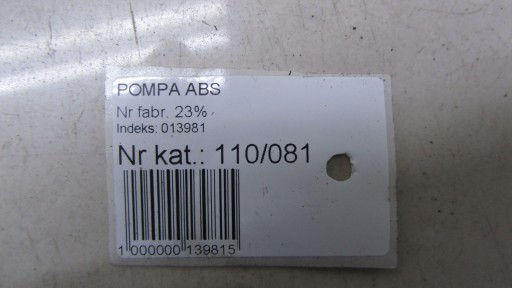 POMPA ABS
Nr fabr. 23%
Indeks: 013981
Nr kat.: 110/081
1 000000 139815